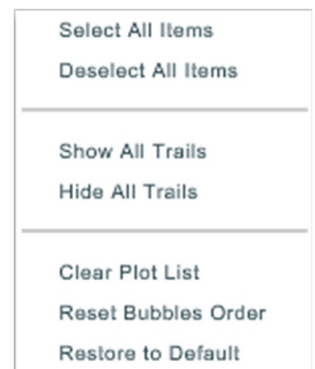 Select All Items
Deselect All Items
Show All Trails
Hide All Trails
Clear Plot List
Reset Bubbles Order
Restore to Default